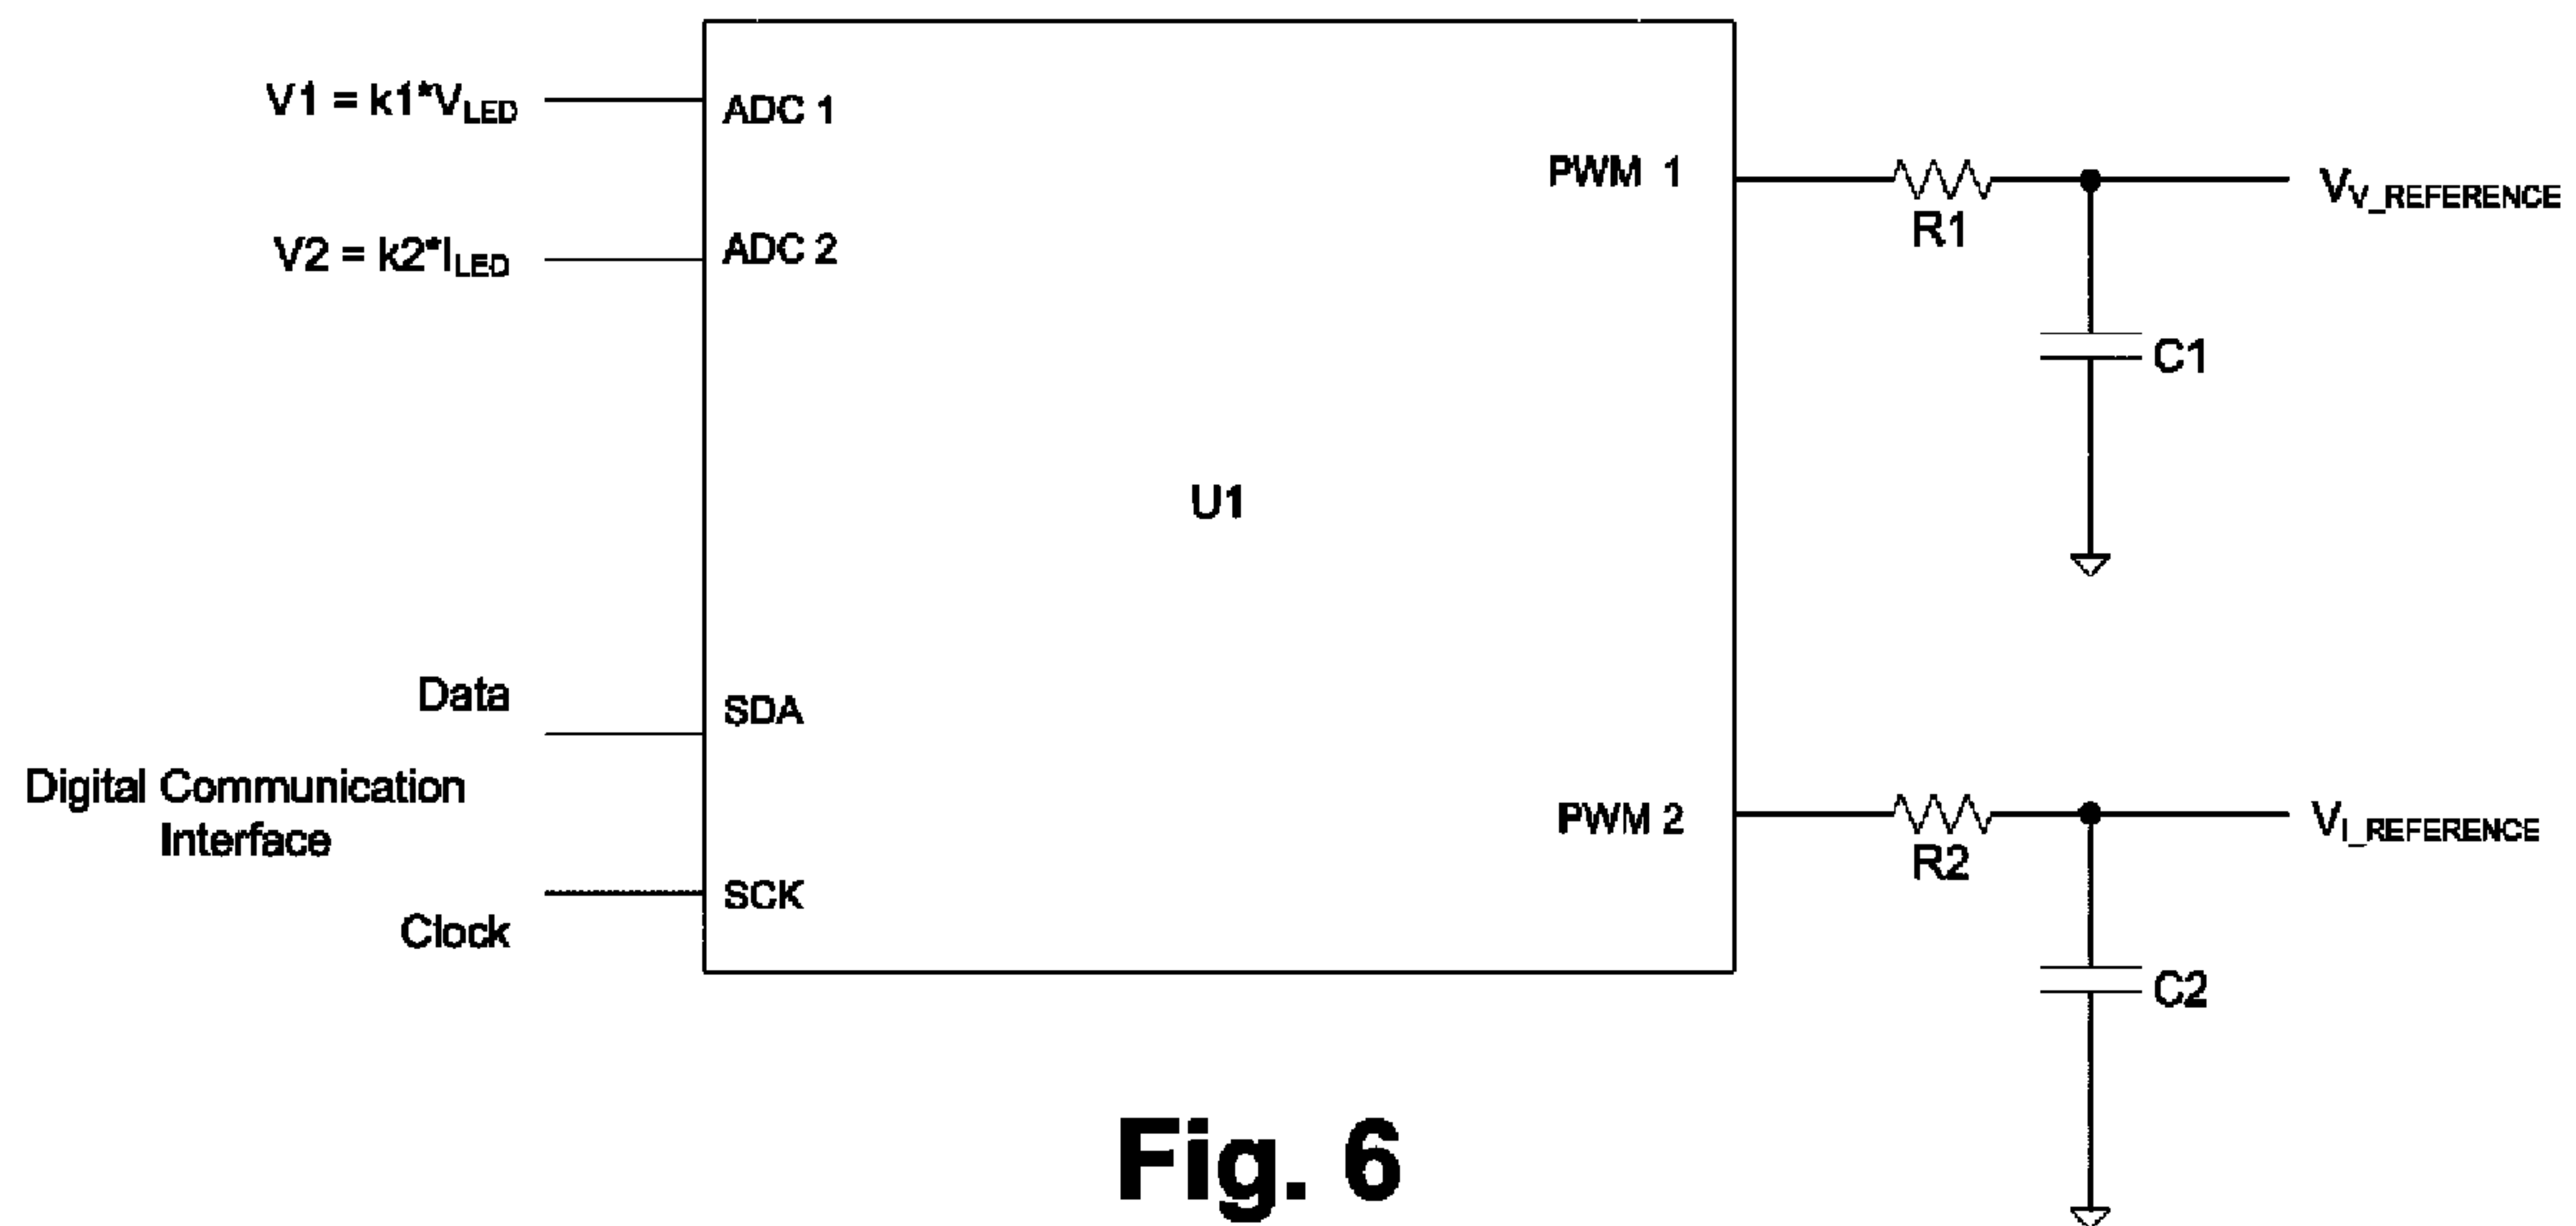 V1 = k1*VLED
ADC 1
PWM 1
R1
VV_REFERENCE
V2 = k2*ILED
ADC 2
C1
U1
Data
SDA
Digital Communication
Interface
PWM 2
R2
VI_REFERENCE
SCK
Clock
C2
Fig. 6